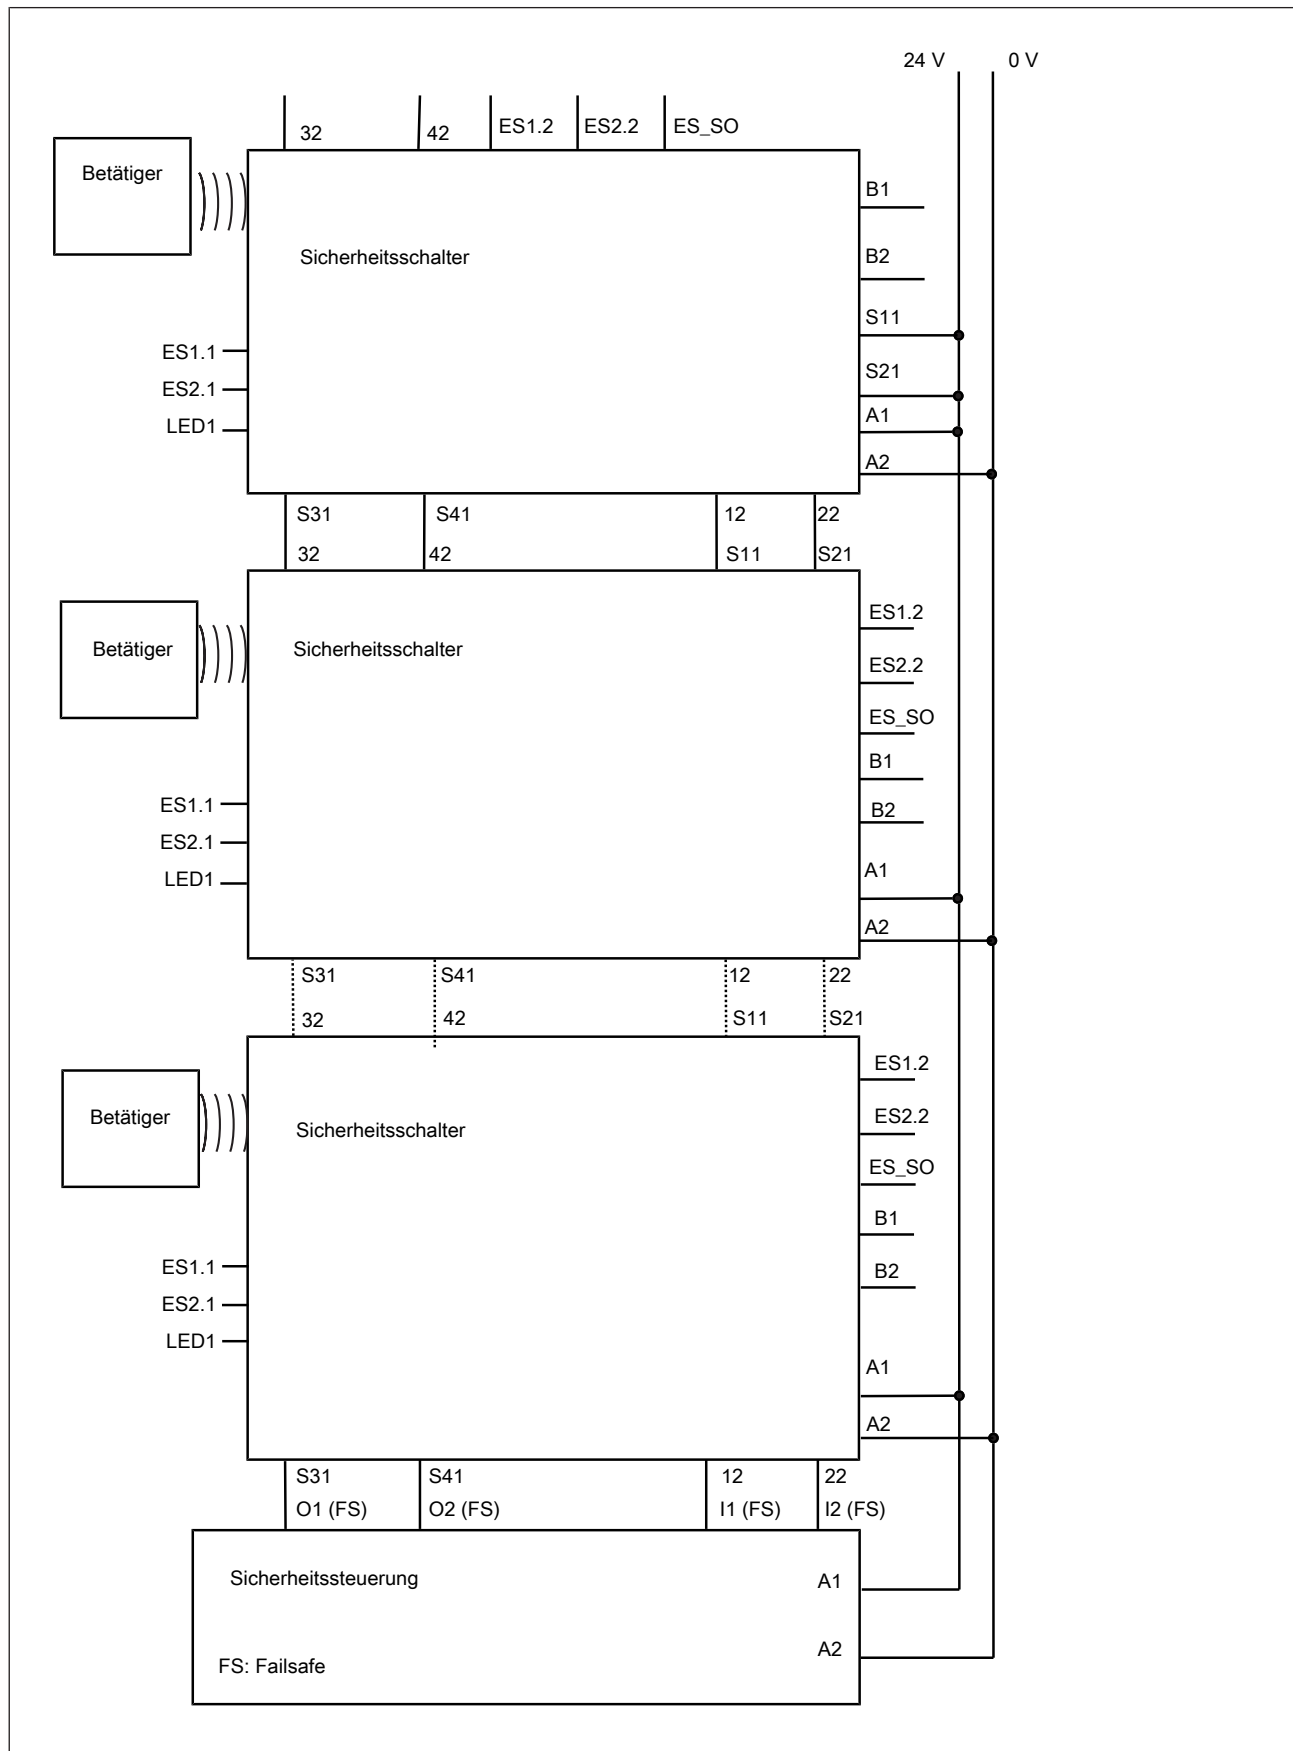 24 V 0 V
32 42 ES1.2 ES2.2 ES_SO
Betätiger
B1
Sicherheitsschalter
B2
S11
ES1.1
S21
ES2.1
A1
LED1
A2
S31 S41 12 22
32 42 S11 S21
ES1.2
Betätiger
Sicherheitsschalter
ES2.2
ES_SO
B1
ES1.1
B2
ES2.1
A1
LED1
A2
S31 S41 12 22
32 42 S11 S21
ES1.2
Betätiger
ES2.2
Sicherheitsschalter
ES_SO
B1
ES1.1
B2
ES2.1
LED1
A1
A2
S31 S41 12 22
O1 (FS) O2 (FS) I1 (FS) I2 (FS)
Sicherheitssteuerung
A1
A2
FS: Failsafe